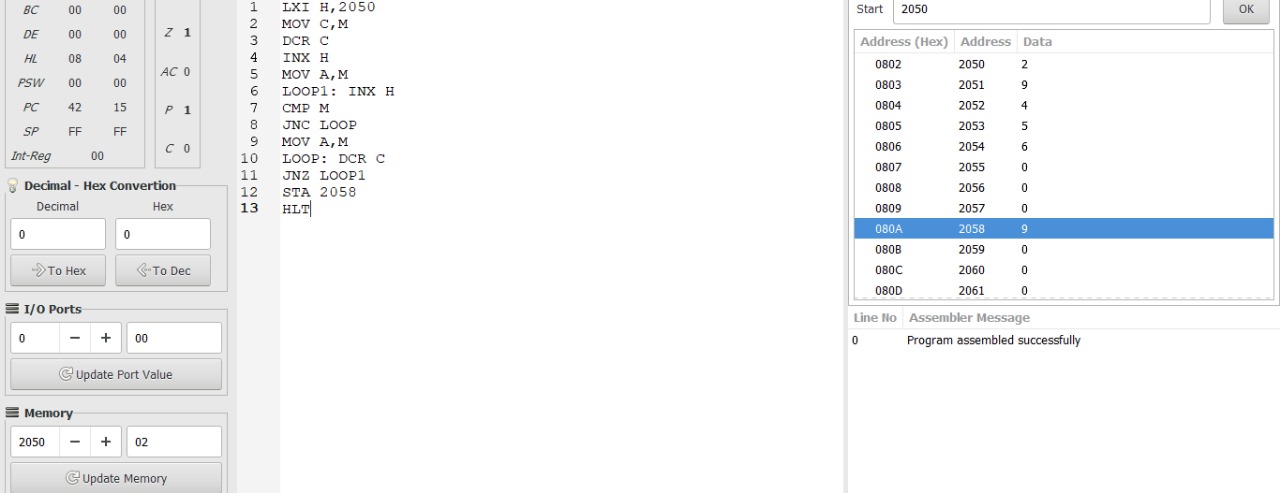 BC 00 00
DE 00 00
HL 08 04
PSW 00 00
PC 42 15
SP FF FF
Int-Reg 00
Z 1
AC 0
P 1
C 0
Decimal - Hex Convertion
Decimal Hex
0 0
To Hex To Dec
I/O Ports
0 − + 00
Update Port Value
Memory
2050 − + 02
Update Memory
1 LXI H,2050
2 MOV C,M
3 DCR C
4 INX H
5 MOV A,M
6 LOOP1: INX H
7 CMP M
8 JNC LOOP
9 MOV A,M
10 LOOP: DCR C
11 JNZ LOOP1
12 STA 2058
13 HLT
Start 2050 OK
Address (Hex) Address Data
0802 2050 2
0803 2051 9
0804 2052 4
0805 2053 5
0806 2054 6
0807 2055 0
0808 2056 0
0809 2057 0
080A 2058 9
080B 2059 0
080C 2060 0
080D 2061 0
Line No Assembler Message
0 Program assembled successfully